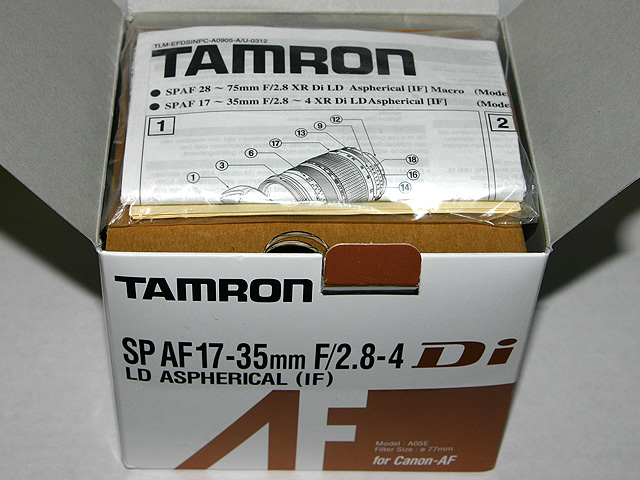 TLM-EFDSINPC-A0905-A/U-0312
TAMRON
● SPAF 28 ~ 75mm F/2.8 XR Di LD Aspherical [IF] Macro (Mode
● SPAF 17 ~ 35mm F/2.8 ~ 4 XR Di LD Aspherical [IF] (Mode
1
2
12
9
13
17
6
3
1
18
16
14
TAMRON
SP AF17-35mm F/2.8-4 Di
LD ASPHERICAL (IF)
AF
Model : A05E
Filter Size : ø 77mm
for Canon-AF